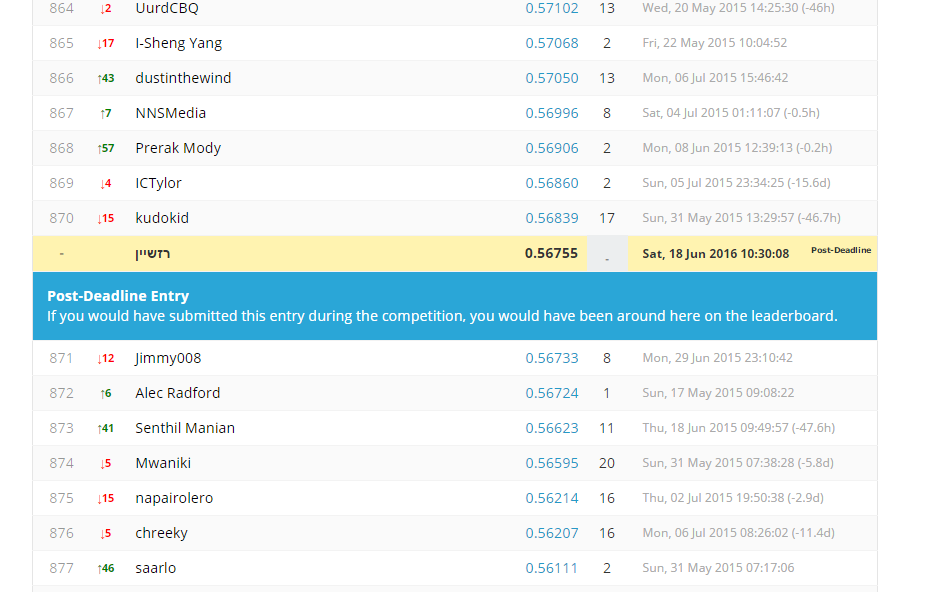 864 ↓2 UurdCBQ 0.57102 13 Wed, 20 May 2015 14:25:30 (-46h)
865 ↓17 I-Sheng Yang 0.57068 2 Fri, 22 May 2015 10:04:52
866 ↑43 dustinthewind 0.57050 13 Mon, 06 Jul 2015 15:46:42
867 ↑7 NNSMedia 0.56996 8 Sat, 04 Jul 2015 01:11:07 (-0.5h)
868 ↑57 Prerak Mody 0.56906 2 Mon, 08 Jun 2015 12:39:13 (-0.2h)
869 ↓4 ICTylor 0.56860 2 Sun, 05 Jul 2015 23:34:25 (-15.6d)
870 ↓15 kudokid 0.56839 17 Sun, 31 May 2015 13:29:57 (-46.7h)
- רזשיין 0.56755 - Sat, 18 Jun 2016 10:30:08 Post-Deadline
Post-Deadline Entry
If you would have submitted this entry during the competition, you would have been around here on the leaderboard.
871 ↓12 Jimmy008 0.56733 8 Mon, 29 Jun 2015 23:10:42
872 ↑6 Alec Radford 0.56724 1 Sun, 17 May 2015 09:08:22
873 ↑41 Senthil Manian 0.56623 11 Thu, 18 Jun 2015 09:49:57 (-47.6h)
874 ↓5 Mwaniki 0.56595 20 Sun, 31 May 2015 07:38:28 (-5.8d)
875 ↓15 napairolero 0.56214 16 Thu, 02 Jul 2015 19:50:38 (-2.9d)
876 ↓5 chreeky 0.56207 16 Mon, 06 Jul 2015 08:26:02 (-11.4d)
877 ↑46 saarlo 0.56111 2 Sun, 31 May 2015 07:17:06